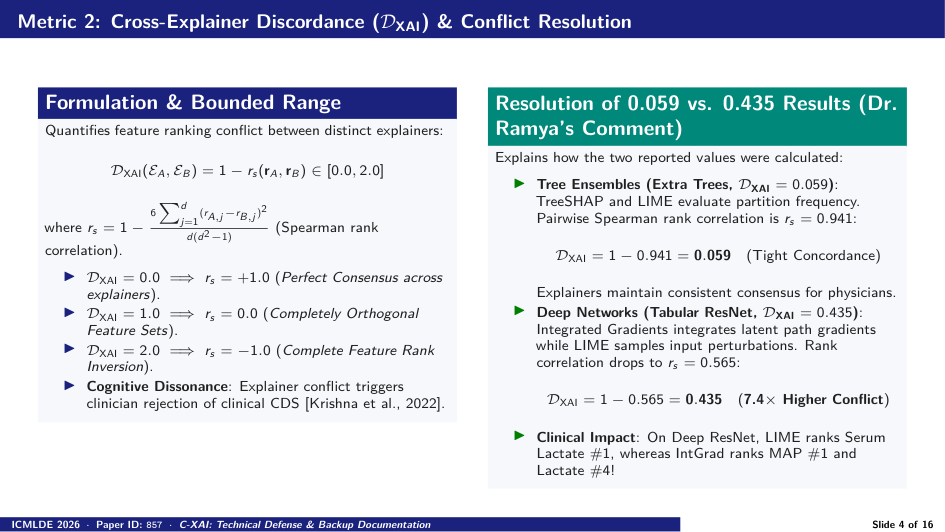 Metric 2: Cross-Explainer Discordance (𝒟XAI) & Conflict Resolution
Formulation & Bounded Range
Quantifies feature ranking conflict between distinct explainers:
𝒟XAI(ℰA, ℰB) = 1 − rs(rA, rB) ∈ [0.0, 2.0]
where rs = 1 − 6 ∑ᵈj=1 (rA,j−rB,j)² / d(d²−1) (Spearman rank
correlation).
▶ 𝒟XAI = 0.0 ⟹ rs = +1.0 (Perfect Consensus across
explainers).
▶ 𝒟XAI = 1.0 ⟹ rs = 0.0 (Completely Orthogonal
Feature Sets).
▶ 𝒟XAI = 2.0 ⟹ rs = −1.0 (Complete Feature Rank
Inversion).
▶ Cognitive Dissonance: Explainer conflict triggers
clinician rejection of clinical CDS [Krishna et al., 2022].
Resolution of 0.059 vs. 0.435 Results (Dr.
Ramya's Comment)
Explains how the two reported values were calculated:
▶ Tree Ensembles (Extra Trees, 𝒟XAI = 0.059):
TreeSHAP and LIME evaluate partition frequency.
Pairwise Spearman rank correlation is rs = 0.941:
𝒟XAI = 1 − 0.941 = 0.059 (Tight Concordance)
Explainers maintain consistent consensus for physicians.
▶ Deep Networks (Tabular ResNet, 𝒟XAI = 0.435):
Integrated Gradients integrates latent path gradients
while LIME samples input perturbations. Rank
correlation drops to rs = 0.565:
𝒟XAI = 1 − 0.565 = 0.435 (7.4× Higher Conflict)
▶ Clinical Impact: On Deep ResNet, LIME ranks Serum
Lactate #1, whereas IntGrad ranks MAP #1 and
Lactate #4!
ICMLDE 2026 · Paper ID: 857 · C-XAI: Technical Defense & Backup Documentation
Slide 4 of 16